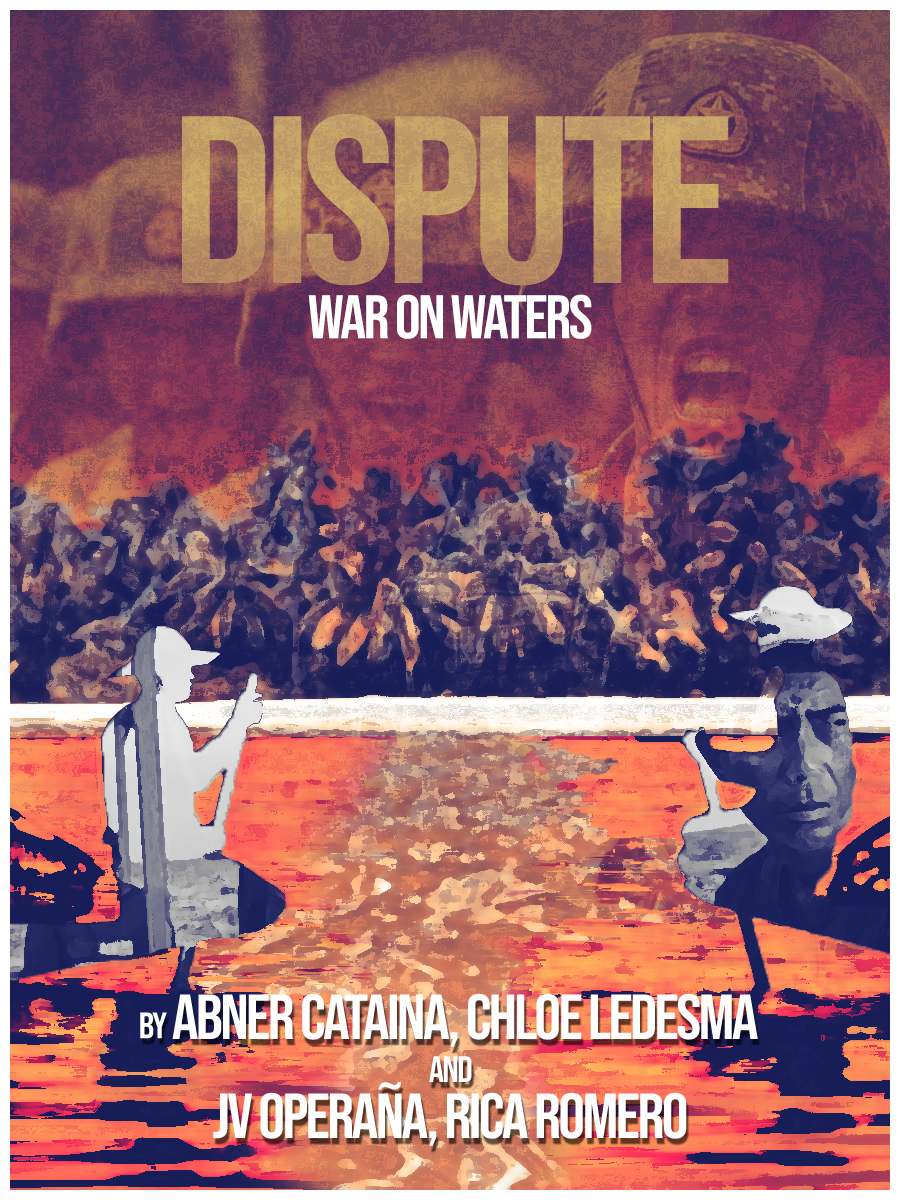 DISPUTE
WAR ON WATERS
BY ABNER CATAINA, CHLOE LEDESMA
AND
JV OPERAÑA, RICA ROMERO